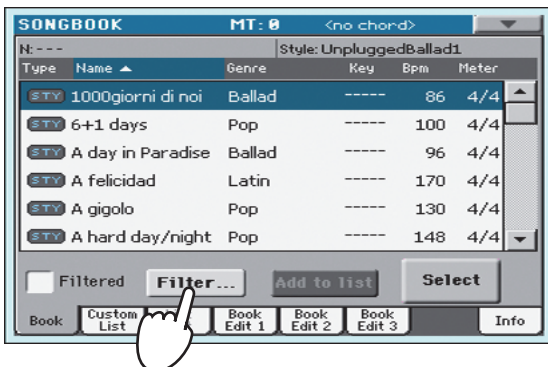 SONGBOOK MT: 0 <no chord>
N: --- Style: UnpluggedBallad1
Type Name Genre Key Bpm Meter
STY 1000giorni di noi Ballad ----- 86 4/4
STY 6+1 days Pop ----- 100 4/4
STY A day in Paradise Ballad ----- 96 4/4
STY A felicidad Latin ----- 170 4/4
STY A gigolo Pop ----- 130 4/4
STY A hard day/night Pop ----- 148 4/4
Filtered Filter... Add to list Select
Book Custom List Book Edit 1 Book Edit 2 Book Edit 3 Info